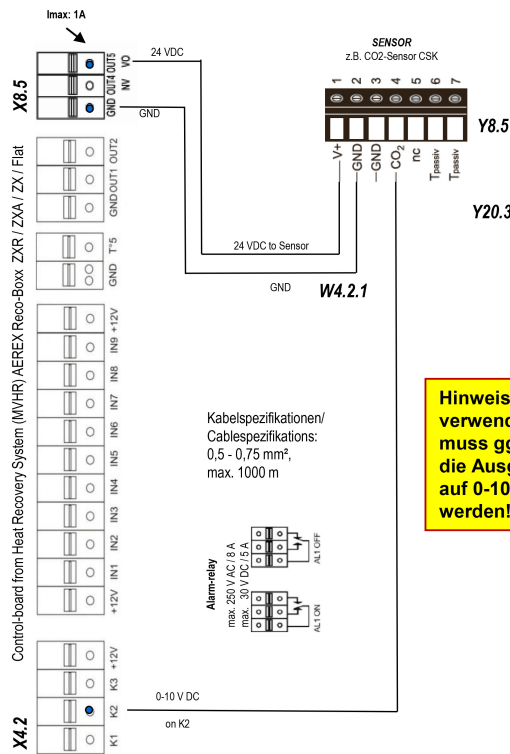 Imax: 1A
X8.5
OUT5 VO
OUT4 NV
GND
24 VDC
GND
SENSOR
z.B. CO2-Sensor CSK
1 2 3 4 5 6 7
V+
GND
GND
CO2
nc
Tpassiv
Tpassiv
Y8.5
Y20.3
OUT2
OUT1
GND
T°5
GND
24 VDC to Sensor
GND
W4.2.1
Control-board from Heat Recovery System (MVHR) AEREX Reco-Boxx ZXR / ZXA / ZX / Flat
+12V
IN9
IN8
IN7
IN6
IN5
IN4
IN3
IN2
IN1
+12V
Kabelspezifikationen/
Cablespecifikations:
0,5 - 0,75 mm²,
max. 1000 m
Hinweis
verwend
muss gg
die Ausg
auf 0-10
werden!
Alarm-relay
max. 250 V AC / 8 A
max. 30 V DC / 5 A
AL1 OFF
AL1 ON
X4.2
+12V
K3
K2
K1
0-10 V DC
on K2